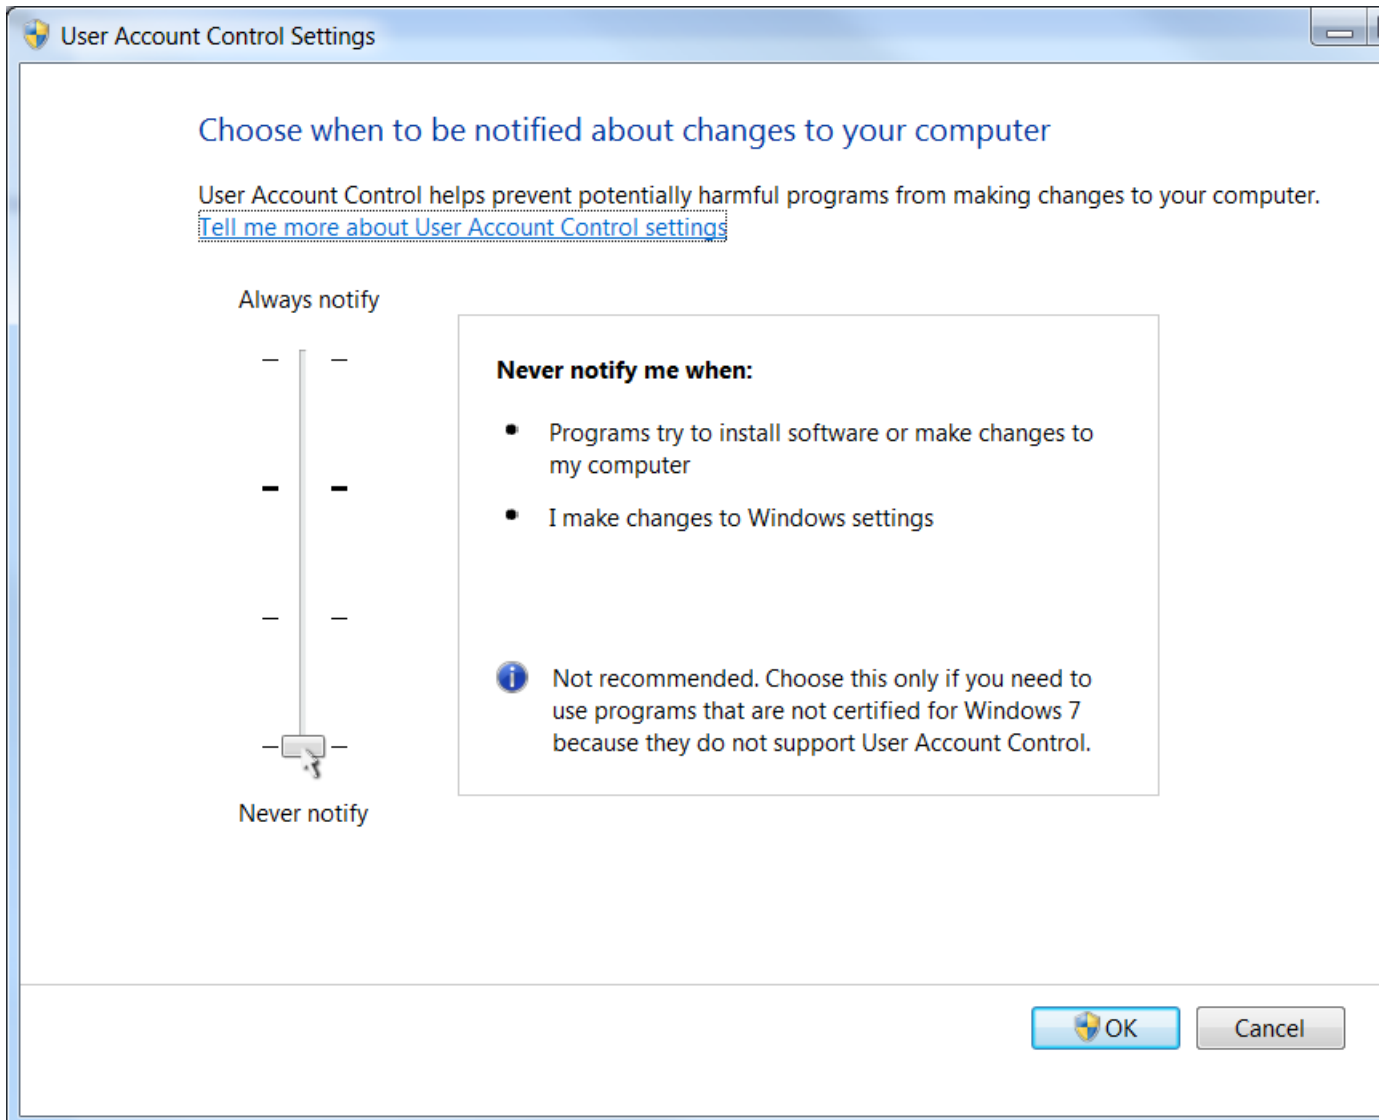 User Account Control Settings
Choose when to be notified about changes to your computer
User Account Control helps prevent potentially harmful programs from making changes to your computer.
Tell me more about User Account Control settings
Always notify
Never notify me when:
Programs try to install software or make changes to
my computer
I make changes to Windows settings
Not recommended. Choose this only if you need to
use programs that are not certified for Windows 7
because they do not support User Account Control.
Never notify
OK
Cancel